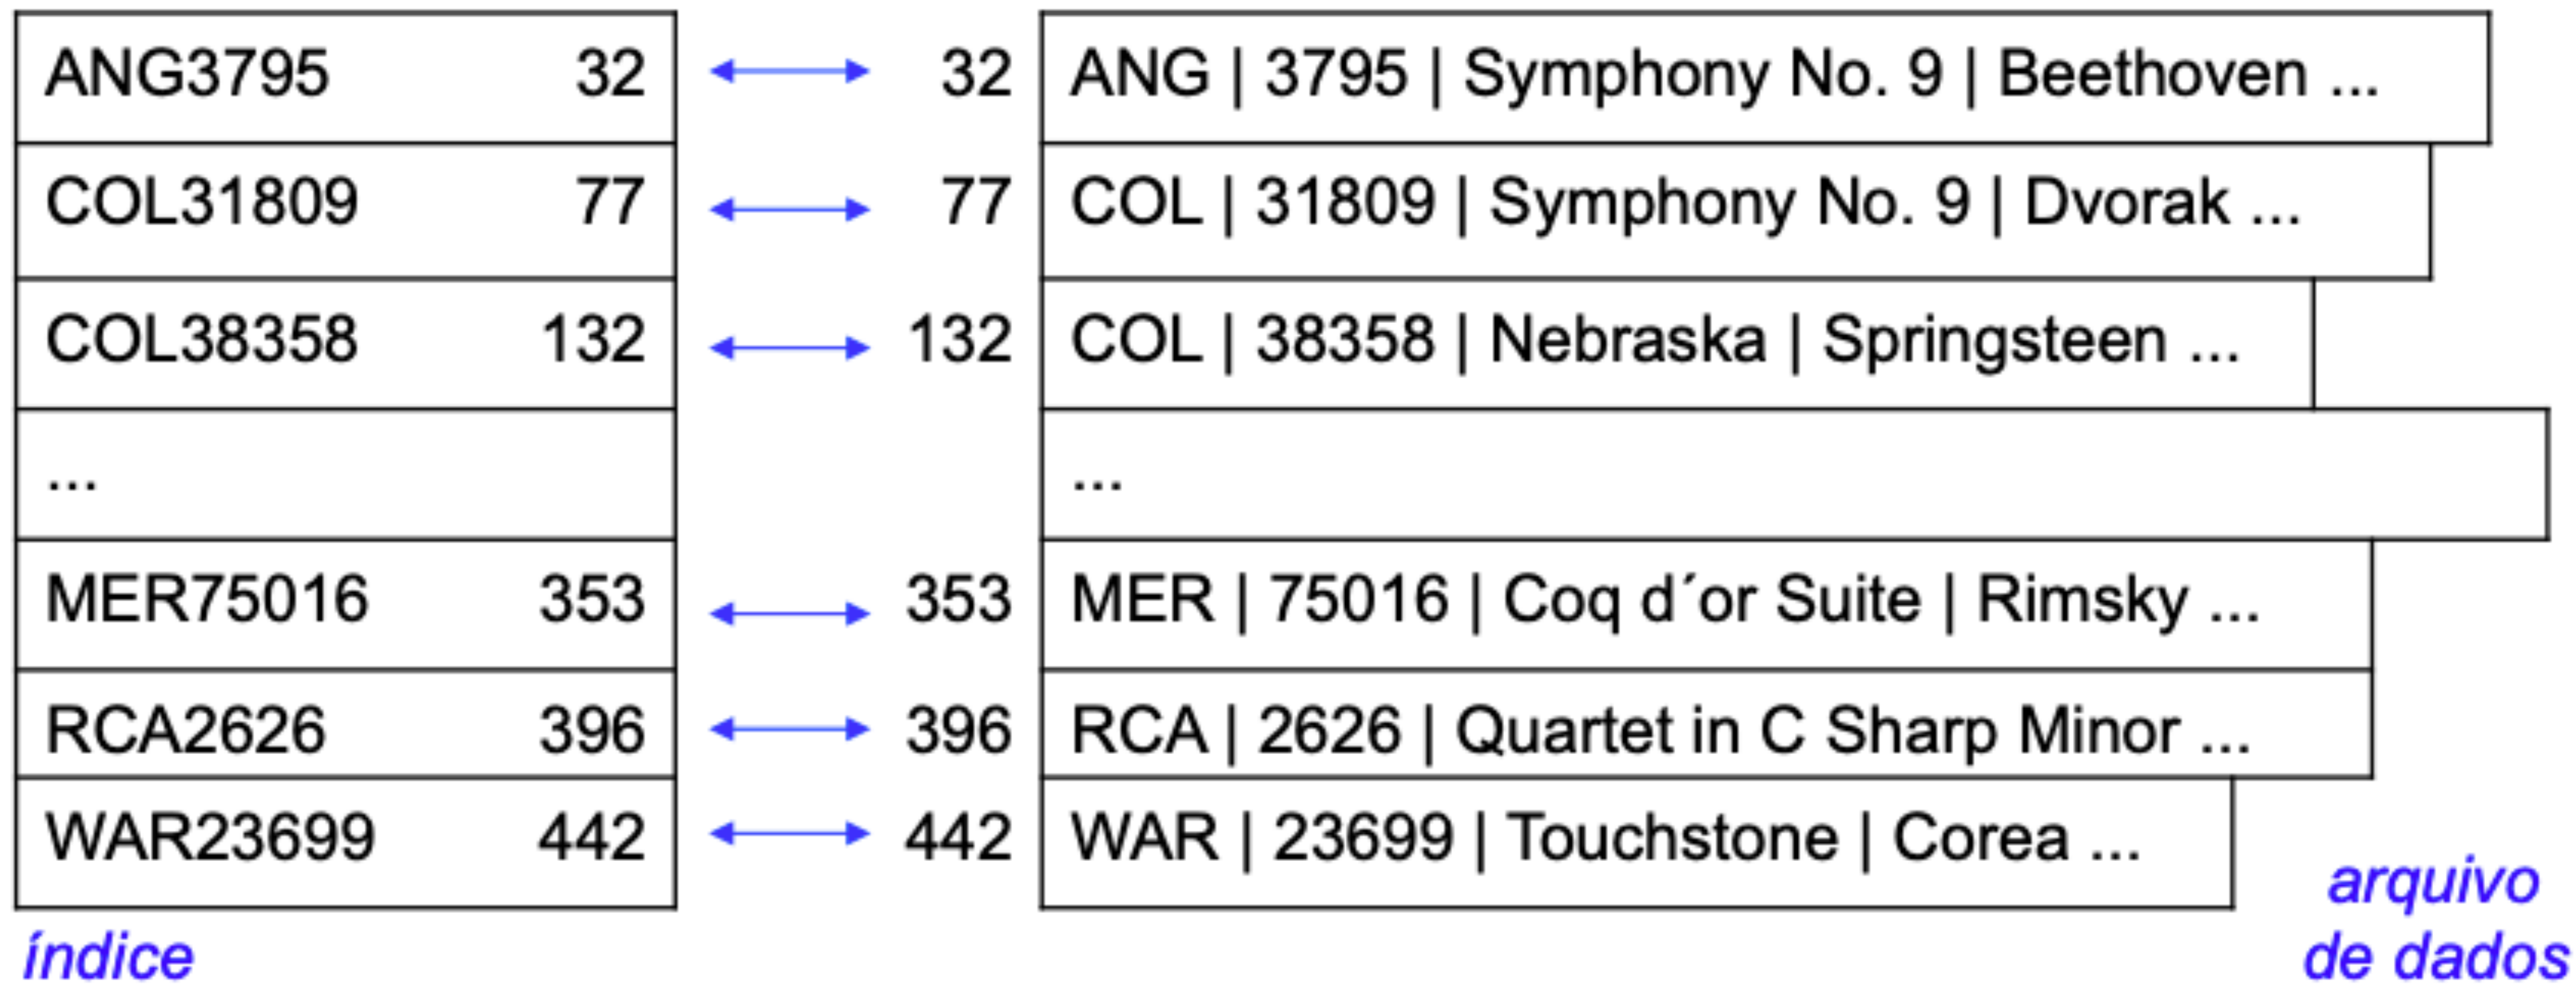 ANG3795 32 32 ANG | 3795 | Symphony No. 9 | Beethoven ...
COL31809 77 77 COL | 31809 | Symphony No. 9 | Dvorak ...
COL38358 132 132 COL | 38358 | Nebraska | Springsteen ...
... ...
MER75016 353 353 MER | 75016 | Coq d´or Suite | Rimsky ...
RCA2626 396 396 RCA | 2626 | Quartet in C Sharp Minor ...
WAR23699 442 442 WAR | 23699 | Touchstone | Corea ...
índice
arquivo
de dados